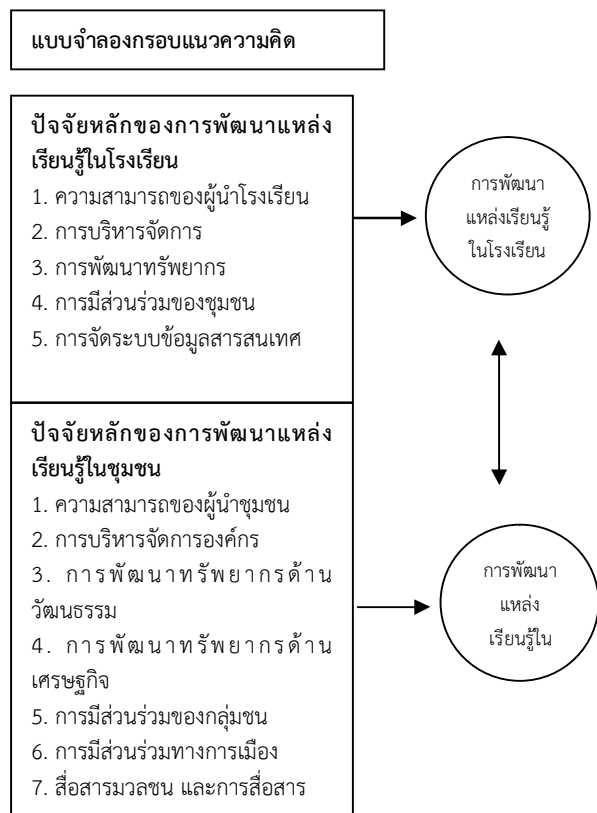 แบบจำลองกรอบแนวความคิด
ปัจจัยหลักของการพัฒนาแหล่ง
เรียนรู้ในโรงเรียน
1. ความสามารถของผู้นำโรงเรียน
2. การบริหารจัดการ
3. การพัฒนาทรัพยากร
4. การมีส่วนร่วมของชุมชน
5. การจัดระบบข้อมูลสารสนเทศ
การพัฒนา
แหล่งเรียนรู้
ในโรงเรียน
ปัจจัยหลักของการพัฒนาแหล่ง
เรียนรู้ในชุมชน
1. ความสามารถของผู้นำชุมชน
2. การบริหารจัดการองค์กร
3. การพัฒนาทรัพยากรด้าน
วัฒนธรรม
4. การพัฒนาทรัพยากรด้าน
เศรษฐกิจ
5. การมีส่วนร่วมของกลุ่มชน
6. การมีส่วนร่วมทางการเมือง
7. สื่อสารมวลชน และการสื่อสาร
การพัฒนา
แหล่ง
เรียนรู้ใน